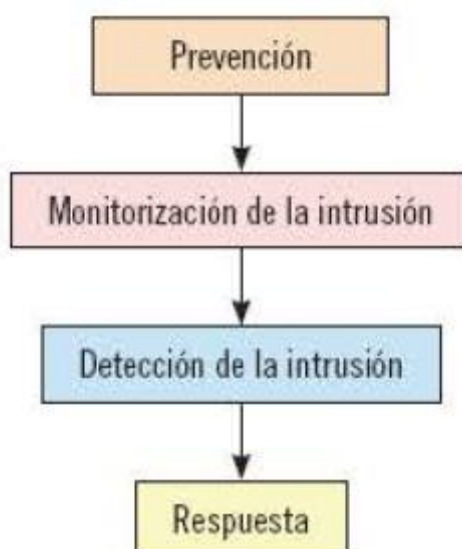 Prevención
Monitorización de la intrusión
Detección de la intrusión
Respuesta